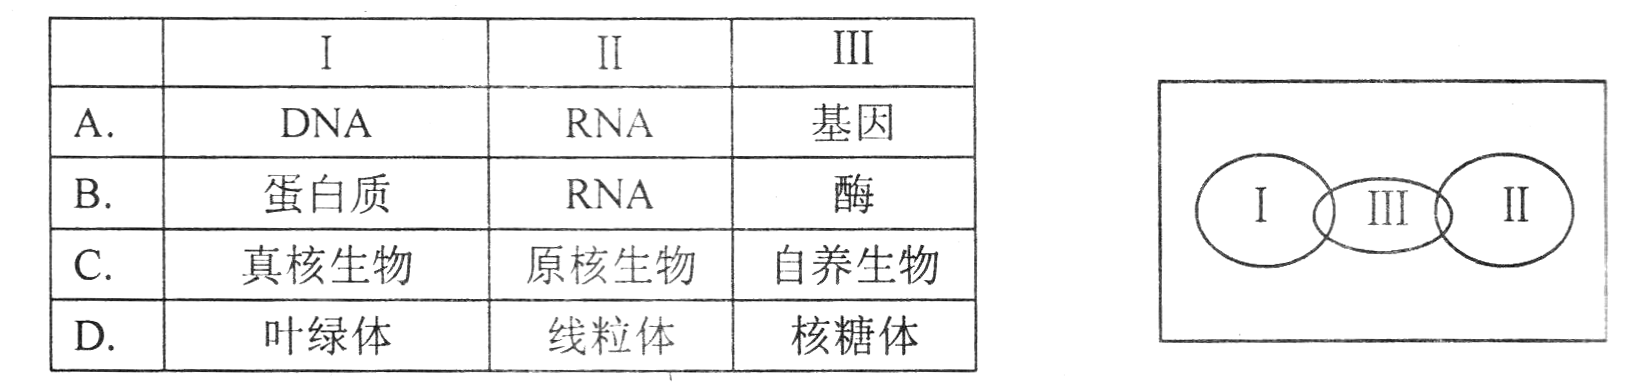 I II III
A. DNA RNA 基因
B. 蛋白质 RNA 酶
C. 真核生物 原核生物 自养生物
D. 叶绿体 线粒体 核糖体
I III II